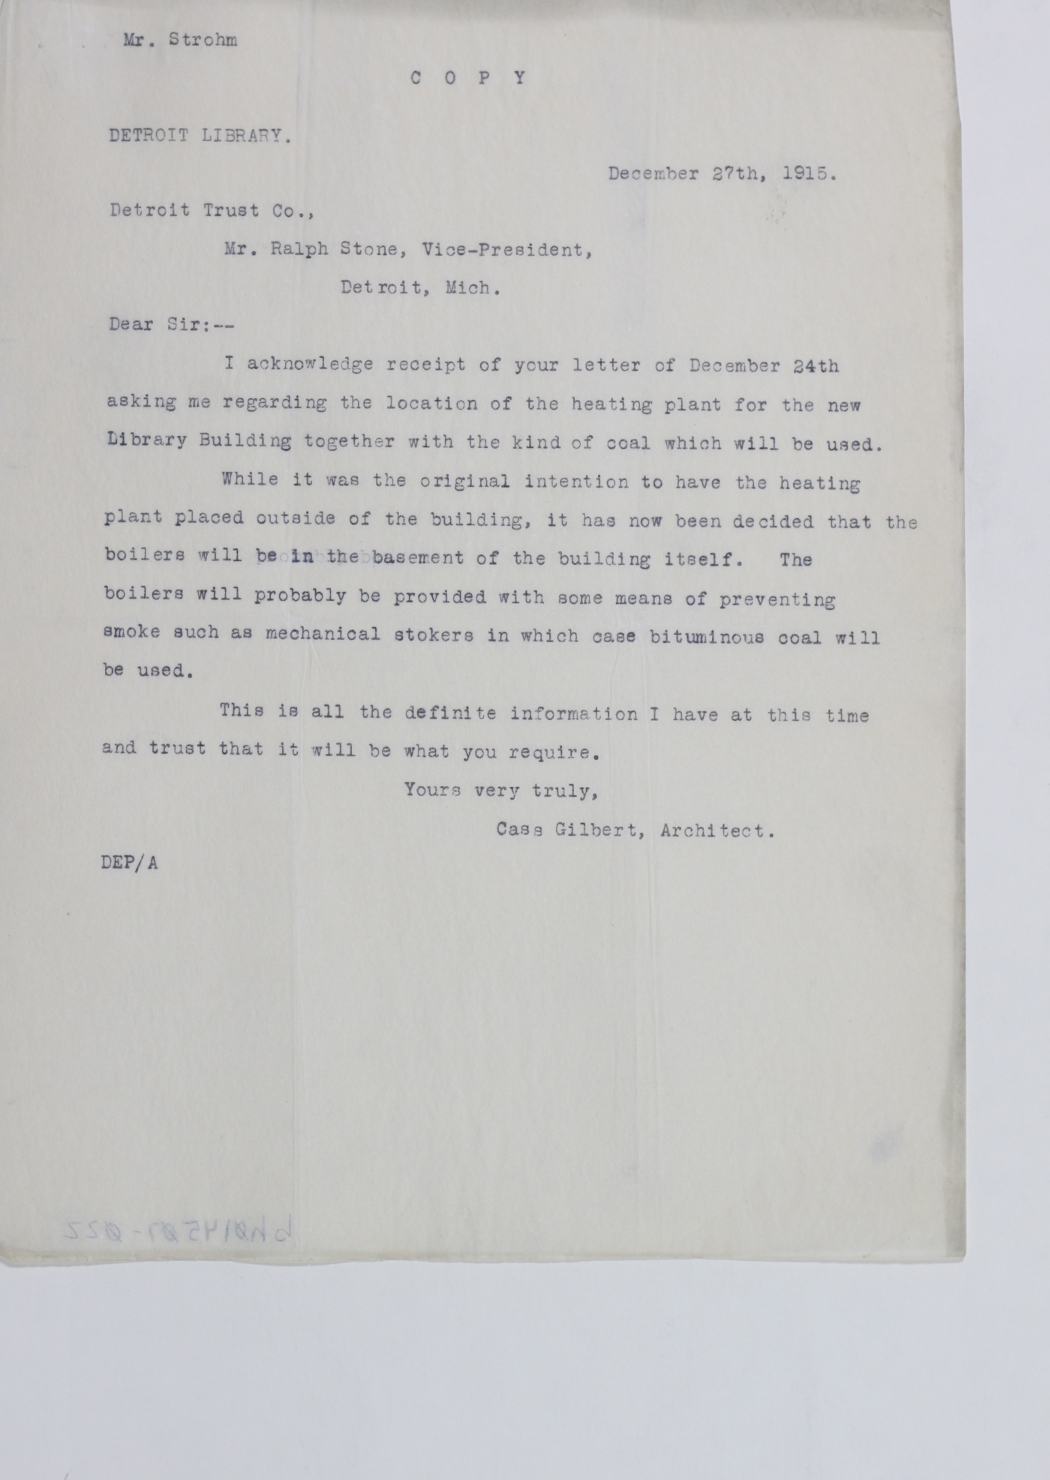 Mr. Strohm
C O P Y
DETROIT LIBRARY.
December 27th, 1915.
Detroit Trust Co.,
Mr. Ralph Stone, Vice-President,
Detroit, Mich.
Dear Sir:--
I acknowledge receipt of your letter of December 24th
asking me regarding the location of the heating plant for the new
Library Building together with the kind of coal which will be used.
While it was the original intention to have the heating
plant placed outside of the building, it has now been decided that the
boilers will be in the basement of the building itself. The
boilers will probably be provided with some means of preventing
smoke such as mechanical stokers in which case bituminous coal will
be used.
This is all the definite information I have at this time
and trust that it will be what you require.
Yours very truly,
Cass Gilbert, Architect.
DEP/A